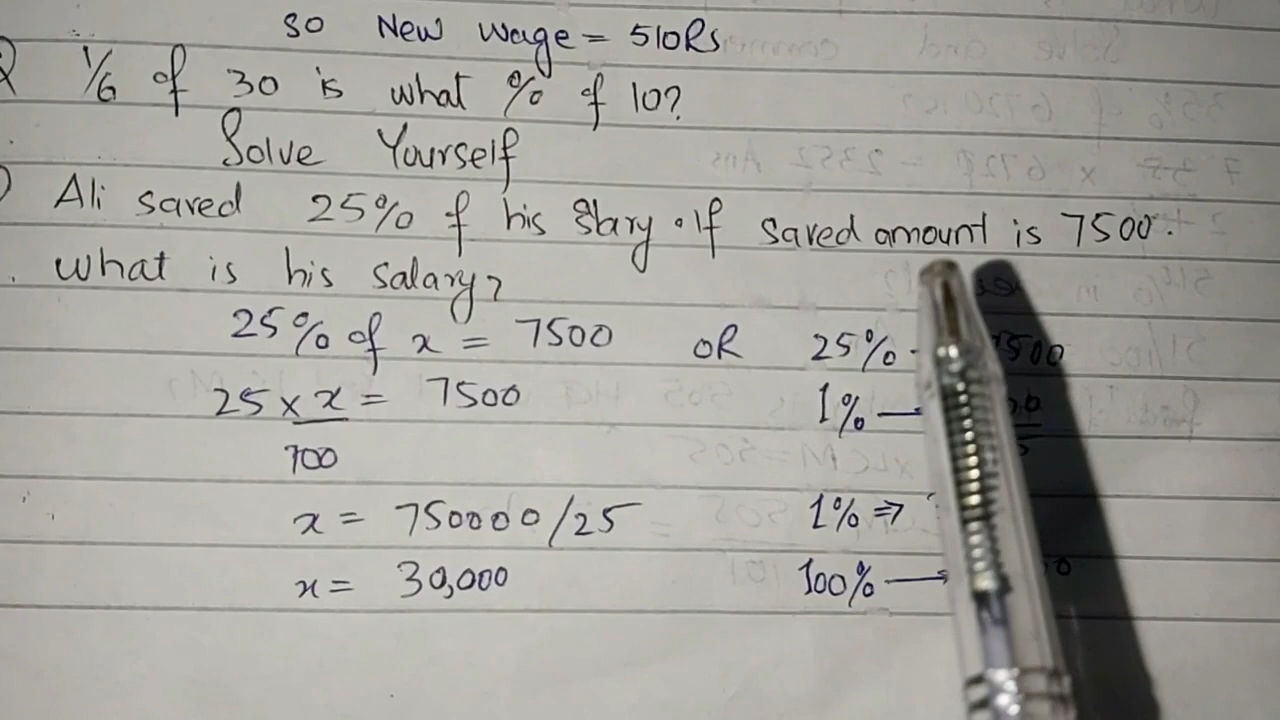 so New wage = 510Rs
Q 1/6 of 30 is what % of 10?
Solve Yourself
Ali saved 25% f his Slary. If saved amount is 7500.
what is his salary?
25% of x = 7500 OR 25% - 7500
25 × x = 7500 1% —
100
x = 750000/25 1% ⇒
x = 30,000 100% →